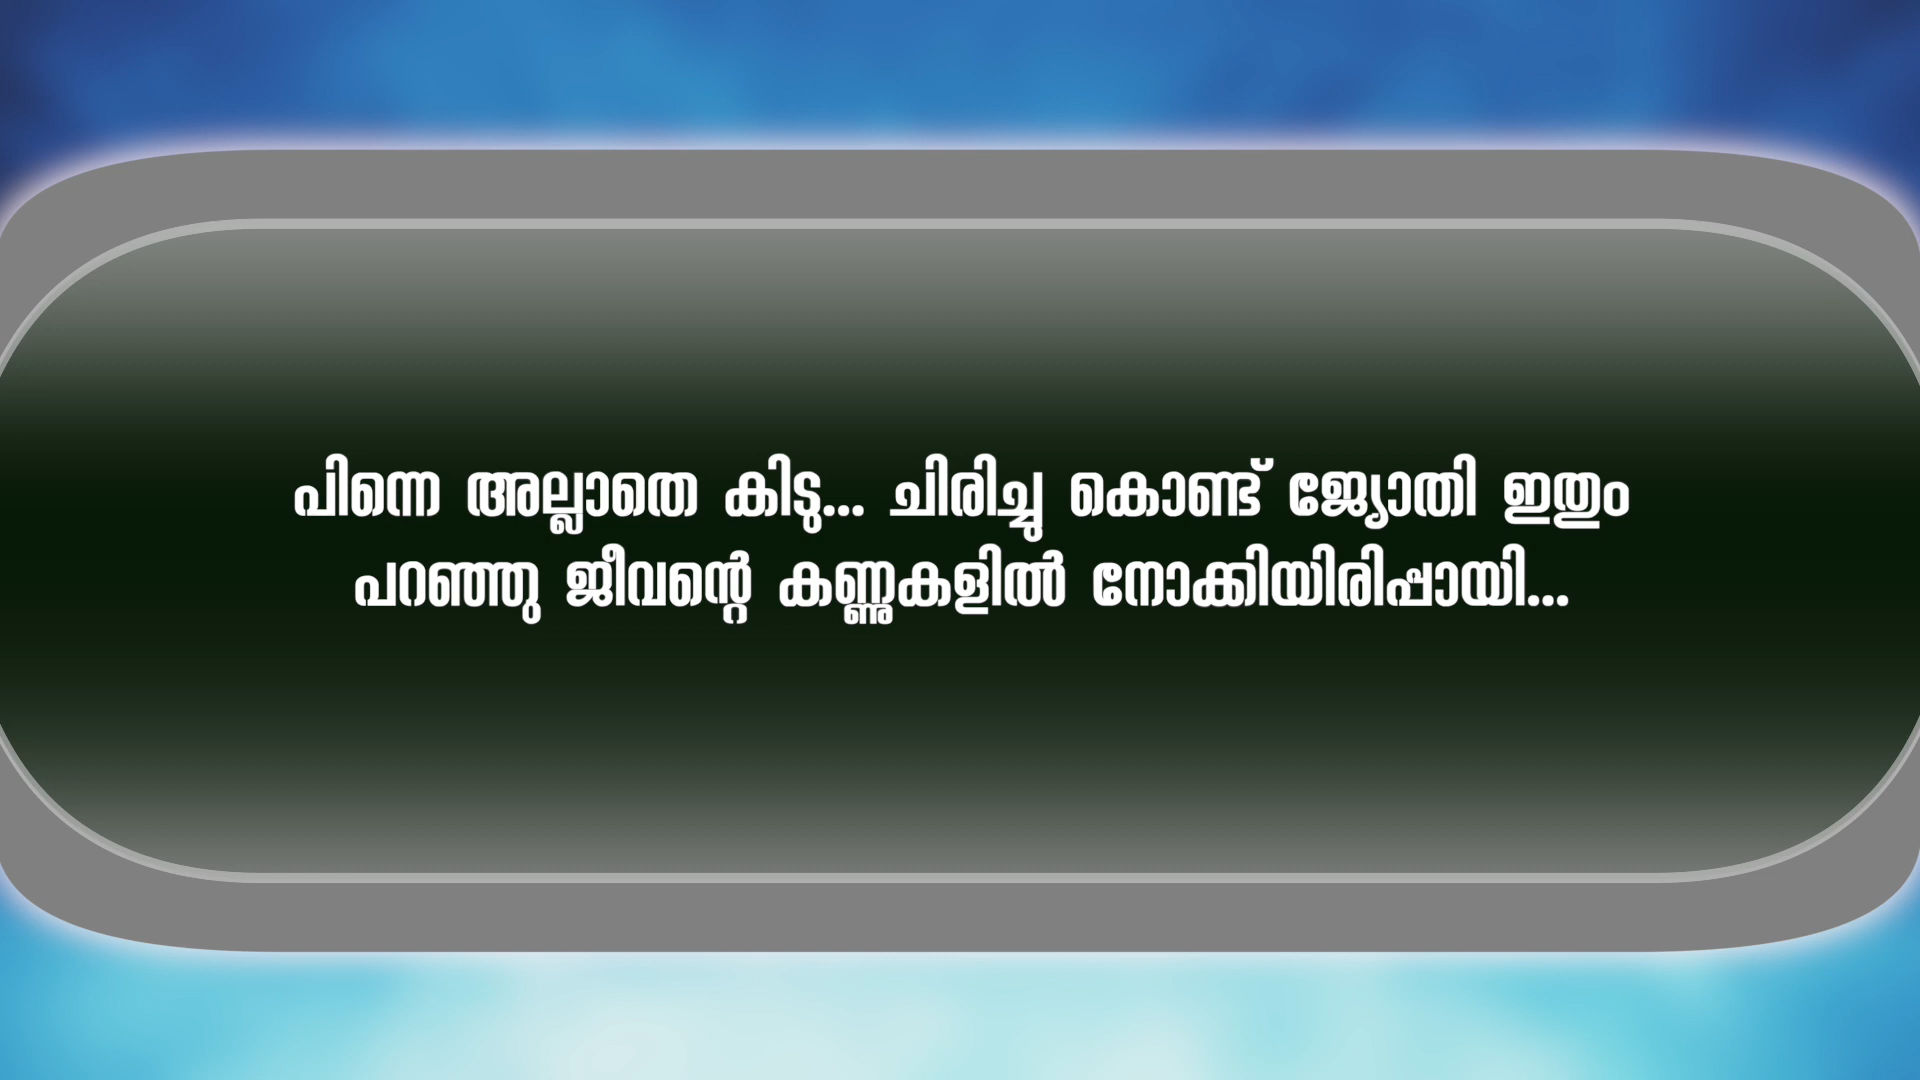 പിന്നെ അല്ലാതെ കിടു... ചിരിച്ചു കൊണ്ട് ജ്യോതി ഇതും
പറഞ്ഞു ജീവന്റെ കണ്ണുകളിൽ നോക്കിയിരിപ്പായി...